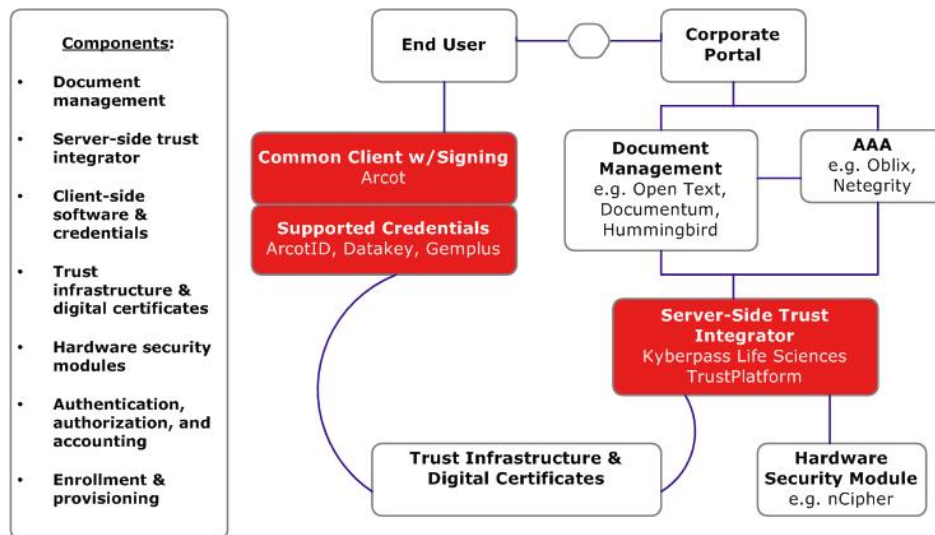 Components:
• Document
management
• Server-side trust
integrator
• Client-side
software &
credentials
• Trust
infrastructure &
digital certificates
• Hardware security
modules
• Authentication,
authorization, and
accounting
• Enrollment &
provisioning
End User
Corporate
Portal
Common Client w/Signing
Arcot
Supported Credentials
ArcotID, Datakey, Gemplus
Document
Management
e.g. Open Text,
Documentum,
Hummingbird
AAA
e.g. Oblix,
Netegrity
Server-Side Trust
Integrator
Kyberpass Life Sciences
TrustPlatform
Trust Infrastructure &
Digital Certificates
Hardware
Security Module
e.g. nCipher